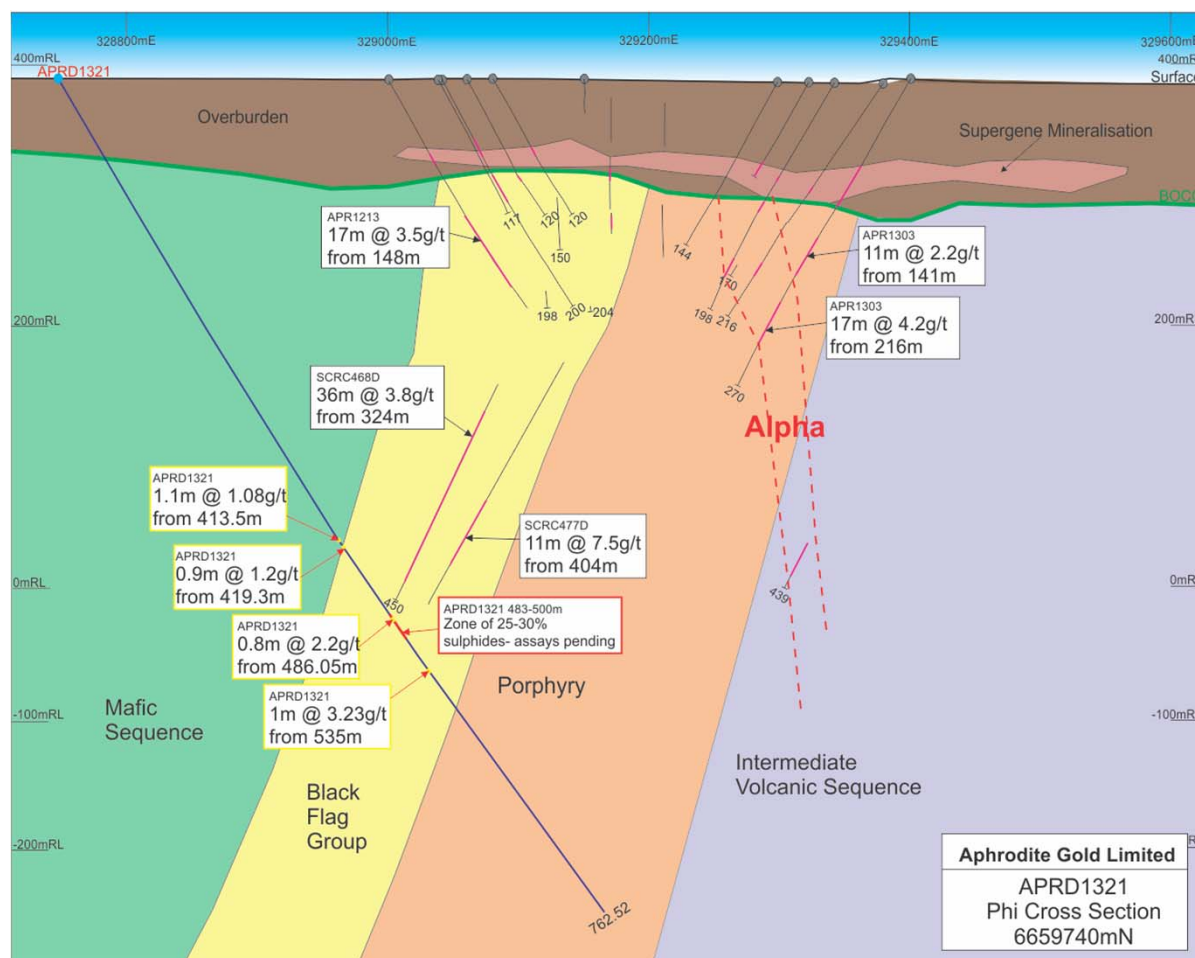 328800mE
329000mE
329200mE
329400mE
329600mE
400mRL
400mRL
APRD1321
Surface
Overburden
Supergene Mineralisation
BOCO
APR1213
17m @ 3.5g/t
from 148m
117
120
120
150
198
200
204
144
170
198
216
270
APR1303
11m @ 2.2g/t
from 141m
APR1303
17m @ 4.2g/t
from 216m
200mRL
200mRL
SCRC468D
36m @ 3.8g/t
from 324m
Alpha
APRD1321
1.1m @ 1.08g/t
from 413.5m
SCRC477D
11m @ 7.5g/t
from 404m
APRD1321
0.9m @ 1.2g/t
from 419.3m
0mRL
0mRL
450
439
APRD1321 483-500m
Zone of 25-30%
sulphides- assays pending
APRD1321
0.8m @ 2.2g/t
from 486.05m
APRD1321
1m @ 3.23g/t
from 535m
Porphyry
Mafic
Sequence
-100mRL
-100mRL
Intermediate
Volcanic Sequence
Black
Flag
Group
-200mRL
762.52
Aphrodite Gold Limited
APRD1321
Phi Cross Section
6659740mN